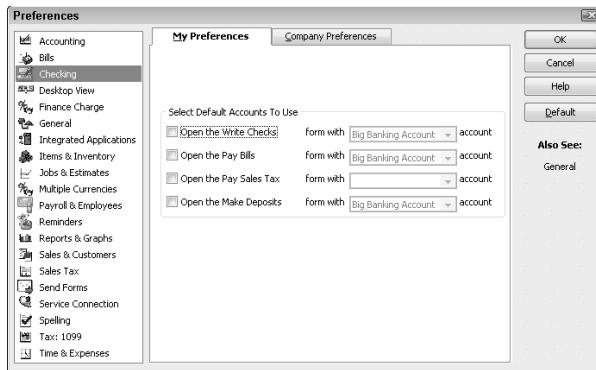 Preferences
Accounting
Bills
Checking
Desktop View
Finance Charge
General
Integrated Applications
Items & Inventory
Jobs & Estimates
Multiple Currencies
Payroll & Employees
Reminders
Reports & Graphs
Sales & Customers
Sales Tax
Send Forms
Service Connection
Spelling
Tax: 1099
Time & Expenses
My Preferences Company Preferences
Select Default Accounts To Use
Open the Write Checks form with Big Banking Account account
Open the Pay Bills form with Big Banking Account account
Open the Pay Sales Tax form with account
Open the Make Deposits form with Big Banking Account account
OK
Cancel
Help
Default
Also See:
General